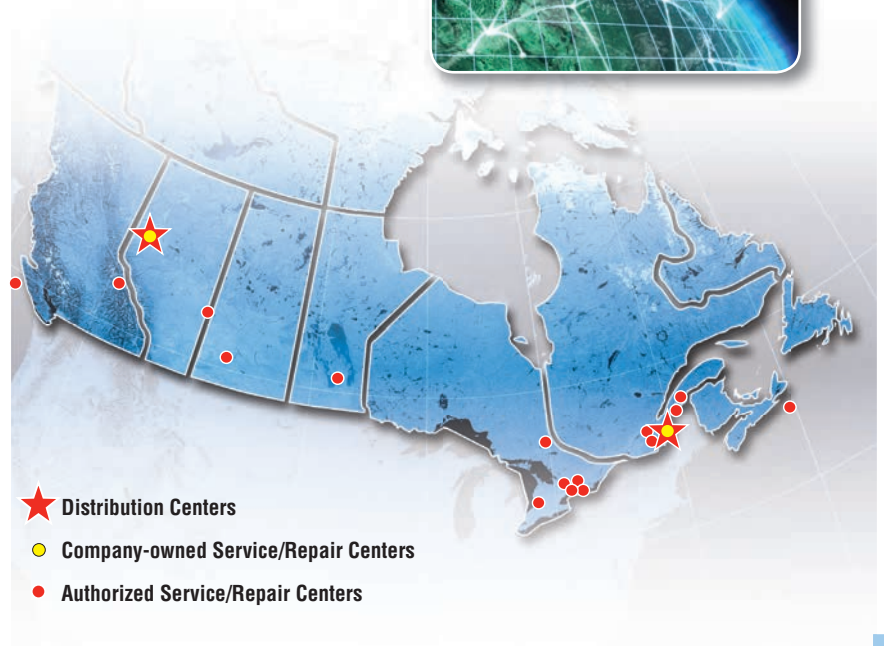 Distribution Centers
Company-owned Service/Repair Centers
Authorized Service/Repair Centers